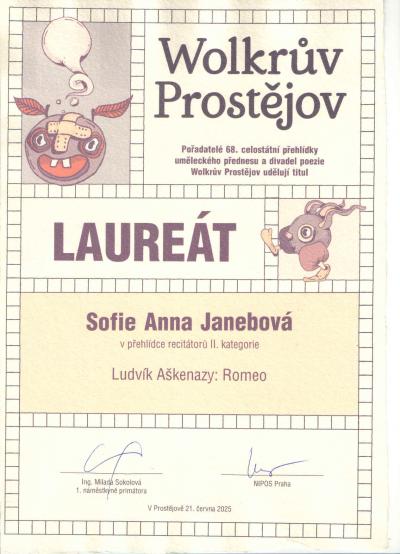 Wolkrův
Prostějov
Pořadatelé 68. celostátní přehlídky
uměleckého přednesu a divadel poezie
Wolkrův Prostějov udělují titul
LAUREÁT
Sofie Anna Janebová
v přehlídce recitátorů II. kategorie
Ludvík Aškenazy: Romeo
Ing. Milada Sokolová
1. náměstkyně primátora
NIPOS Praha
V Prostějově 21. června 2025